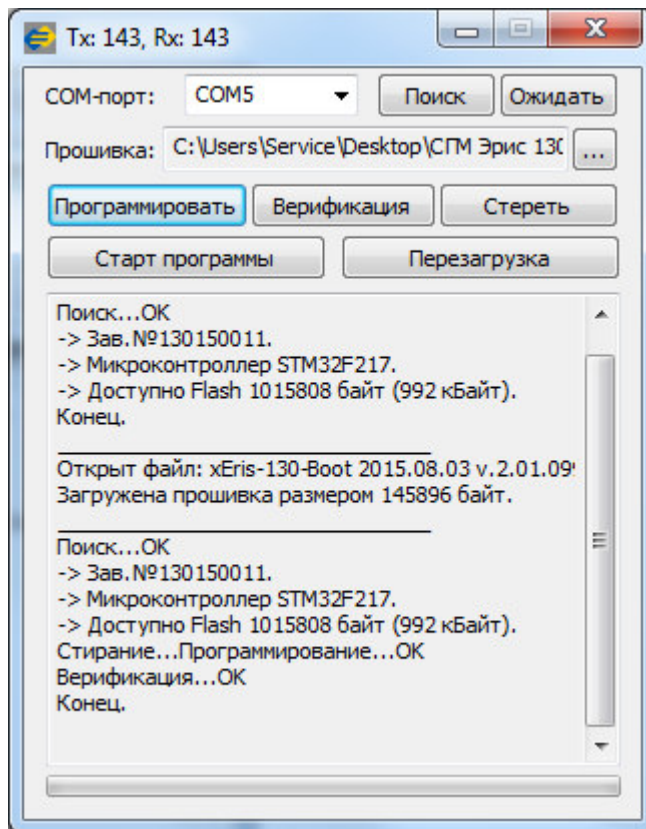 Tx: 143, Rx: 143
COM-порт: COM5 Поиск Ожидать
Прошивка: C:\Users\Service\Desktop\СГМ Эрис 130 ...
Программировать Верификация Стереть
Старт программы Перезагрузка
Поиск...OK
-> Зав.№130150011.
-> Микроконтроллер STM32F217.
-> Доступно Flash 1015808 байт (992 кБайт).
Конец.
Открыт файл: xEris-130-Boot 2015.08.03 v.2.01.09
Загружена прошивка размером 145896 байт.
Поиск...OK
-> Зав.№130150011.
-> Микроконтроллер STM32F217.
-> Доступно Flash 1015808 байт (992 кБайт).
Стирание...Программирование...OK
Верификация...OK
Конец.